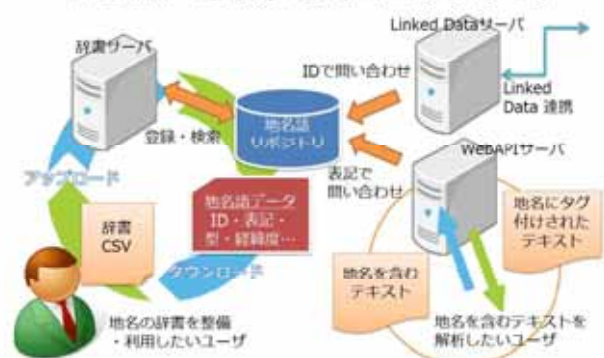 Linked Dataサーバ
辞書サーバ
IDで問い合わせ
Linked
Data 連携
地名語
リポジトリ
登録・検索
WebAPIサーバ
表記で
問い合わせ
アップロード
地名語データ
ID・表記・
型・経緯度…
地名にタグ
付けされた
テキスト
辞書
CSV
ダウンロード
地名を含む
テキスト
地名の辞書を整備
・利用したいユーザ
地名を含むテキストを
解析したいユーザ